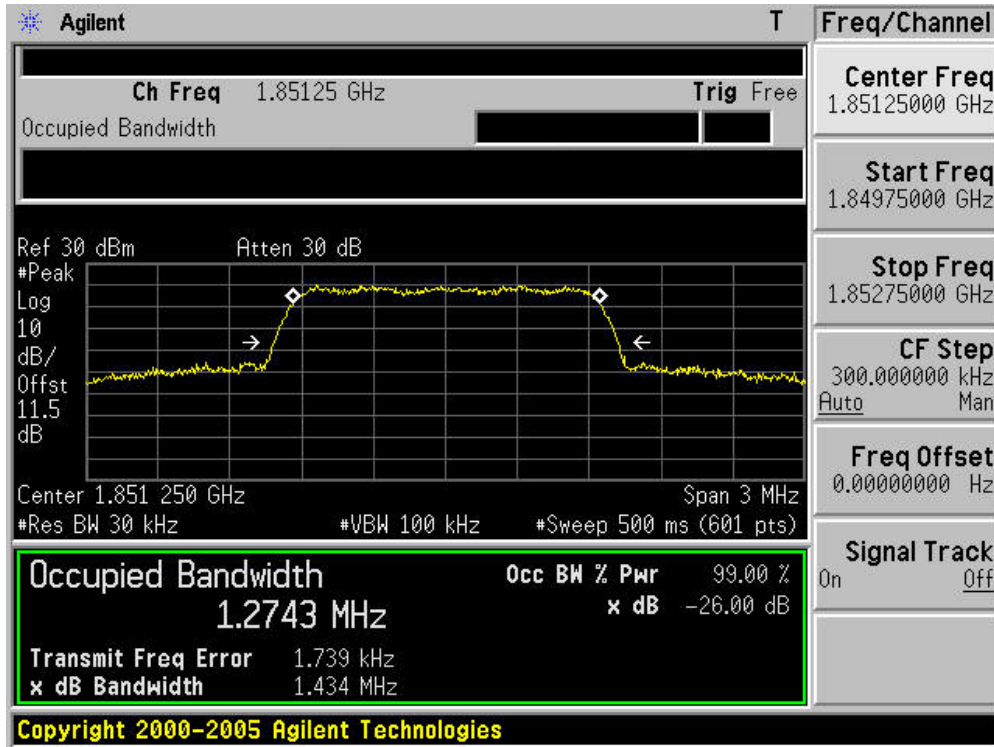 Agilent T
Ch Freq 1.85125 GHz Trig Free
Occupied Bandwidth
Ref 30 dBm Atten 30 dB
#Peak
Log
10
dB/
Offst
11.5
dB
Center 1.851 250 GHz Span 3 MHz
#Res BW 30 kHz #VBW 100 kHz #Sweep 500 ms (601 pts)
Occupied Bandwidth
1.2743 MHz
Occ BW % Pwr 99.00 %
x dB -26.00 dB
Transmit Freq Error 1.739 kHz
x dB Bandwidth 1.434 MHz
Copyright 2000-2005 Agilent Technologies
Freq/Channel
Center Freq
1.85125000 GHz
Start Freq
1.84975000 GHz
Stop Freq
1.85275000 GHz
CF Step
300.000000 kHz
Auto Man
Freq Offset
0.00000000 Hz
Signal Track
On Off